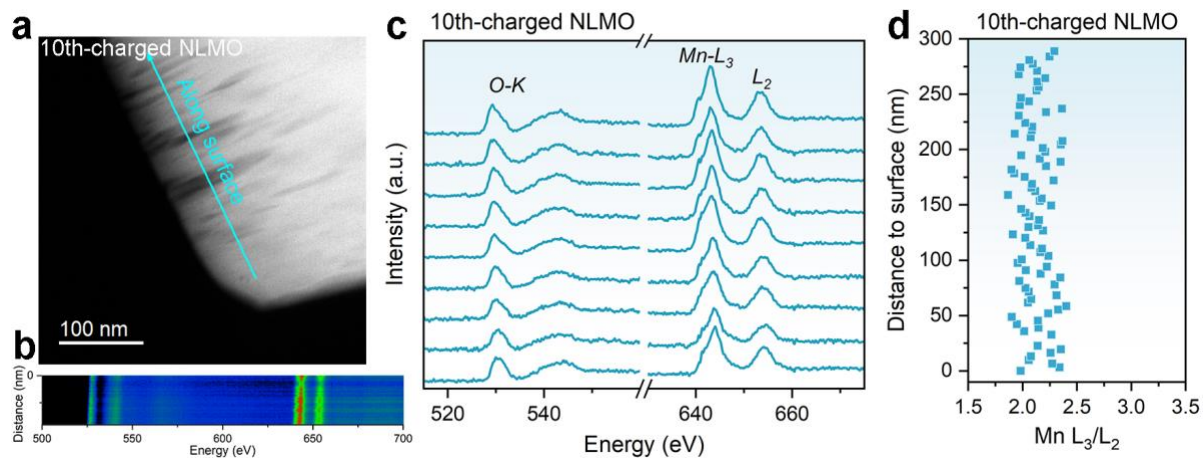 a
10th-charged NLMO
Along surface
100 nm
b
Distance (nm)
0
500 550 600 650 700
Energy (eV)
c
10th-charged NLMO
O-K
Mn-L3
L2
Intensity (a.u.)
520 540 640 660
Energy (eV)
d
10th-charged NLMO
Distance to surface (nm)
300
250
200
150
100
50
0
1.5 2.0 2.5 3.0 3.5
Mn L3/L2